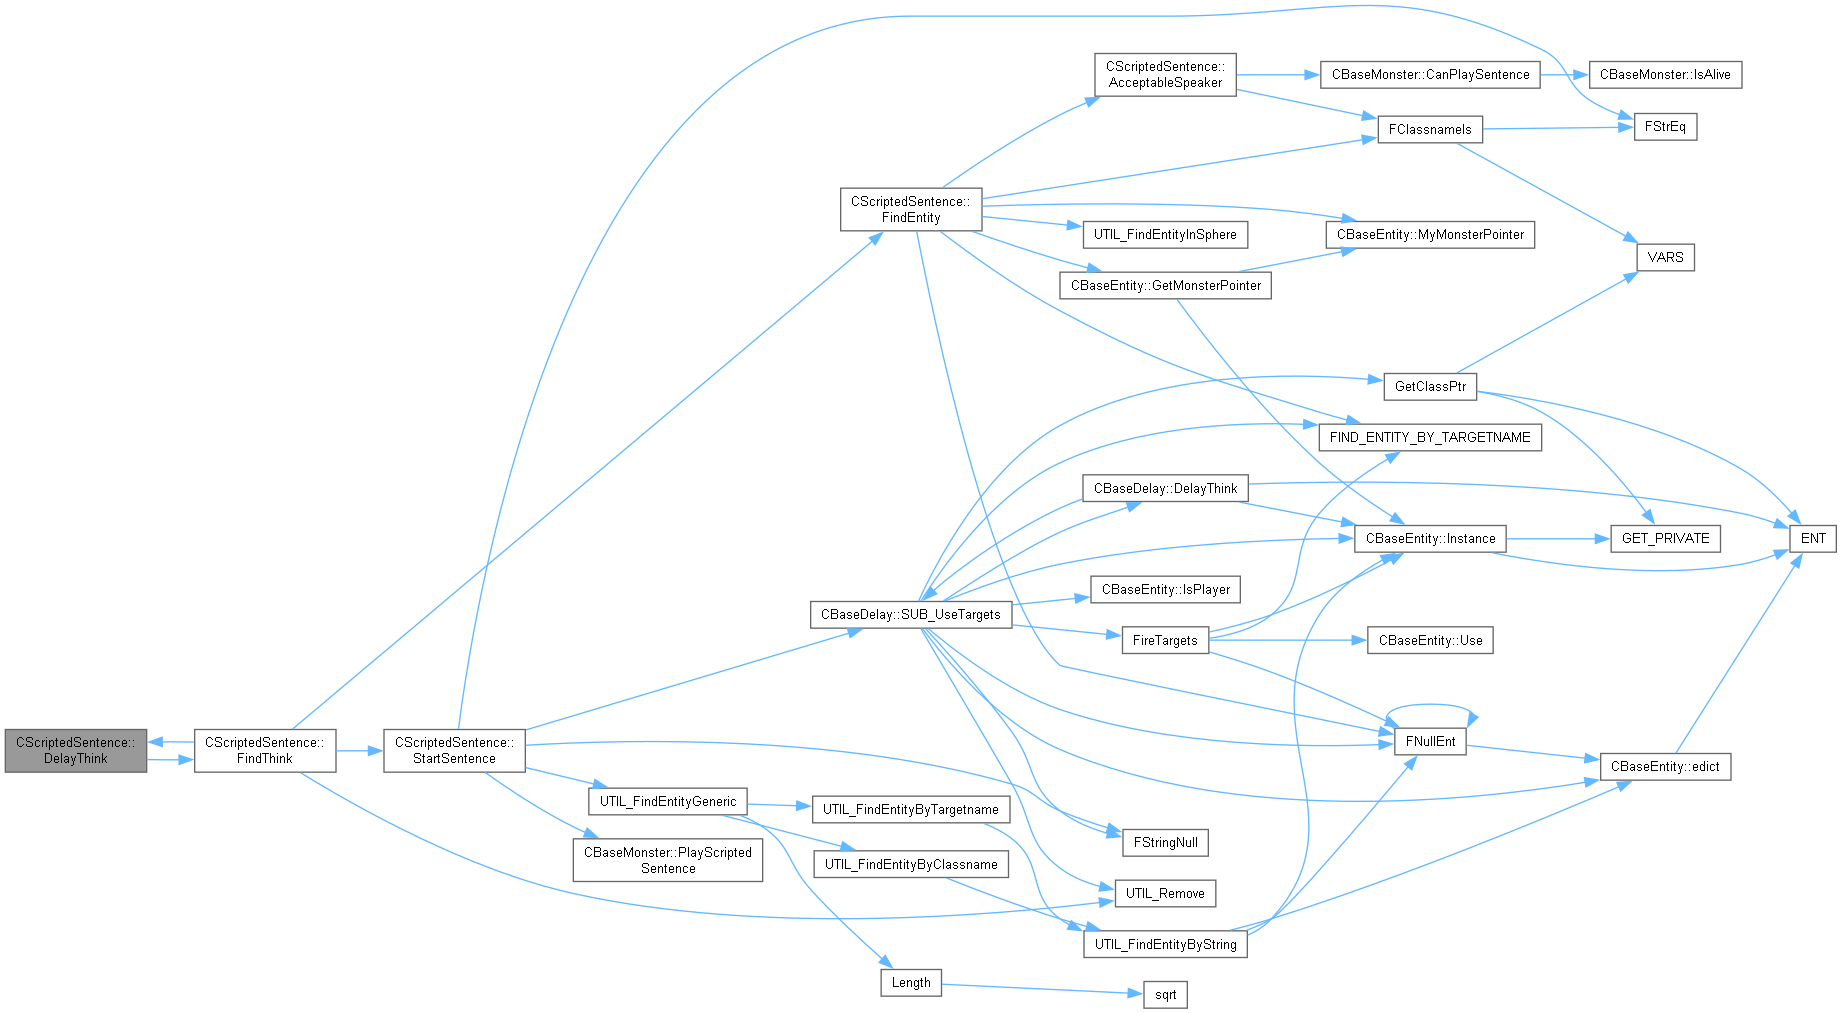 CScriptedSentence::
AcceptableSpeaker
CBaseMonster::CanPlaySentence
CBaseMonster::IsAlive
FClassnameIs
FStrEq
CScriptedSentence::
FindEntity
UTIL_FindEntityInSphere
CBaseEntity::MyMonsterPointer
VARS
CBaseEntity::GetMonsterPointer
GetClassPtr
FIND_ENTITY_BY_TARGETNAME
CBaseDelay::DelayThink
CBaseEntity::Instance
GET_PRIVATE
ENT
CBaseEntity::IsPlayer
CBaseDelay::SUB_UseTargets
FireTargets
CBaseEntity::Use
CScriptedSentence::
DelayThink
CScriptedSentence::
FindThink
CScriptedSentence::
StartSentence
FNullEnt
CBaseEntity::edict
UTIL_FindEntityGeneric
UTIL_FindEntityByTargetname
FStringNull
CBaseMonster::PlayScripted
Sentence
UTIL_FindEntityByClassname
UTIL_Remove
UTIL_FindEntityByString
Length
sqrt